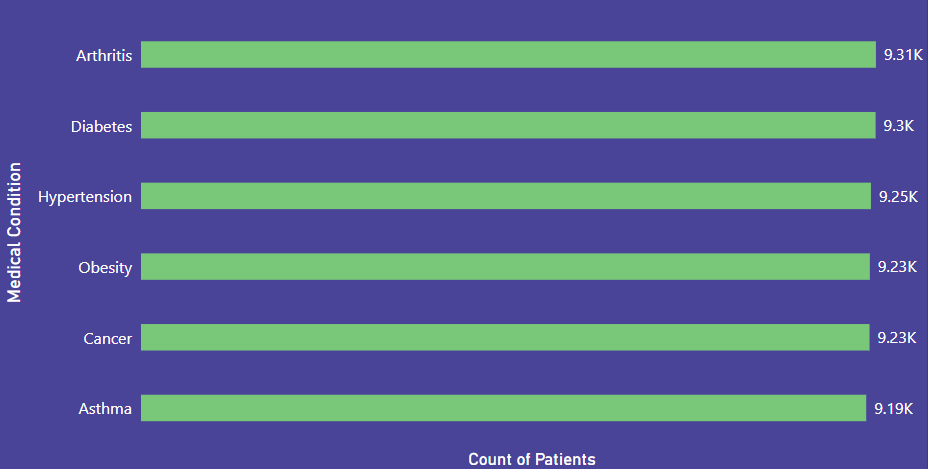 Medical Condition
Arthritis 9.31K
Diabetes 9.3K
Hypertension 9.25K
Obesity 9.23K
Cancer 9.23K
Asthma 9.19K
Count of Patients